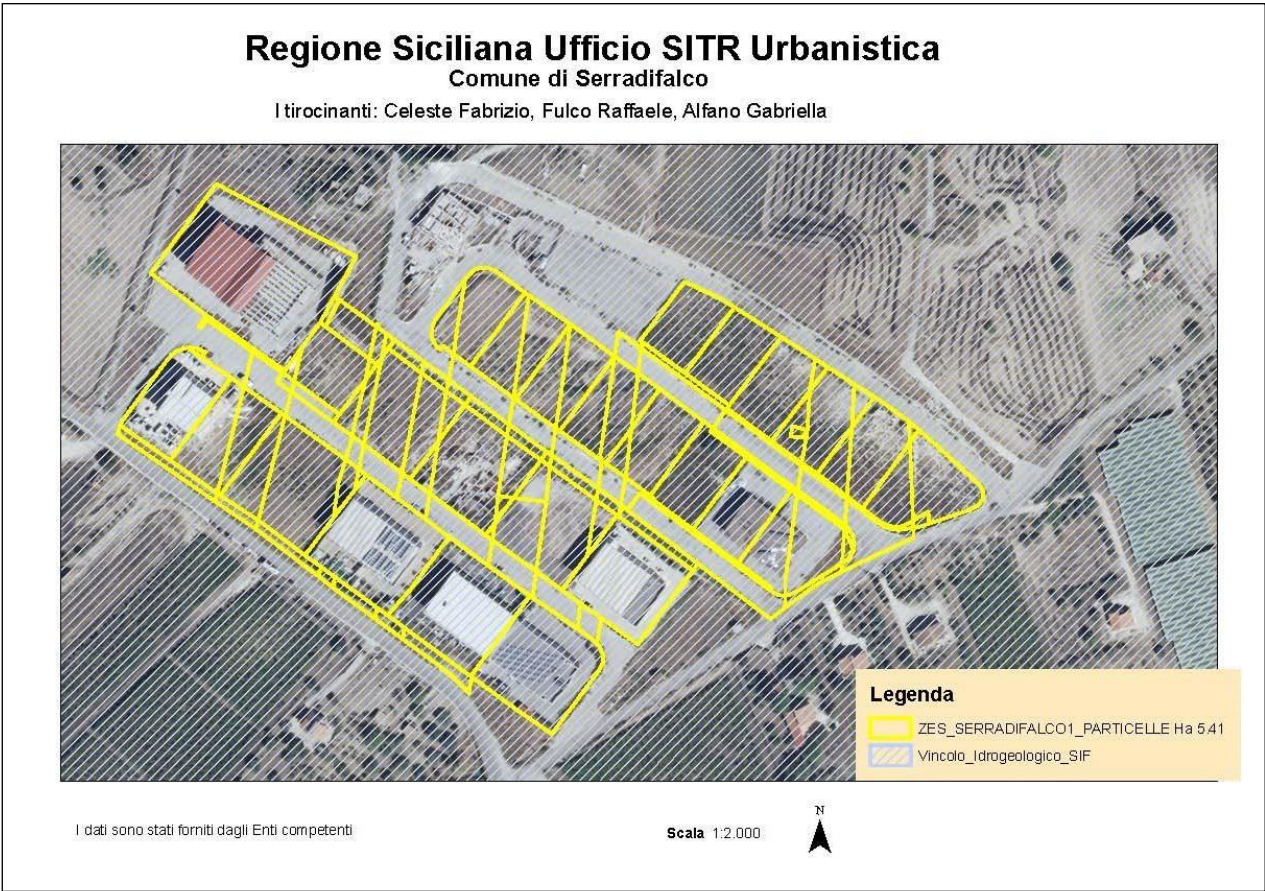 Regione Siciliana Ufficio SITR Urbanistica
Comune di Serradifalco
I tirocinanti: Celeste Fabrizio, Fulco Raffaele, Alfano Gabriella
Legenda
ZES_SERRADIFALCO1_PARTICELLE Ha 5.41
Vincolo_Idrogeologico_SIF
I dati sono stati forniti dagli Enti competenti
Scala 1:2.000
N